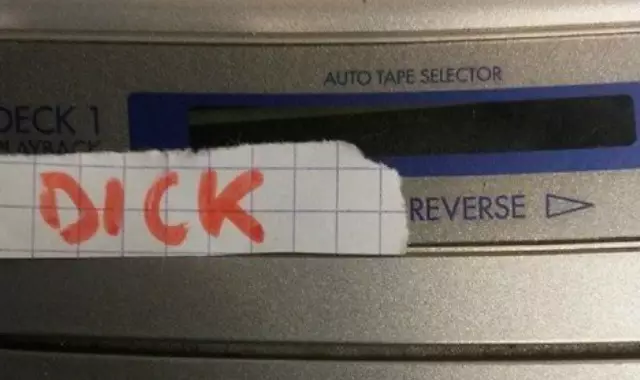 AUTO TAPE SELECTOR
DECK 1
PLAYBACK
DICK
REVERSE